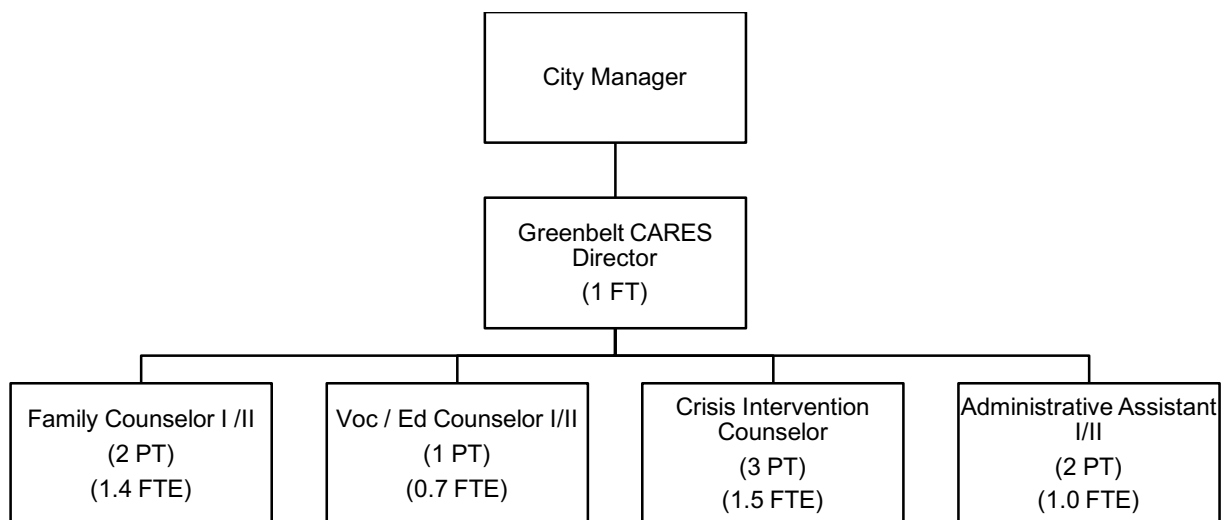 City Manager
Greenbelt CARES
Director
(1 FT)
Family Counselor I /II
(2 PT)
(1.4 FTE)
Voc / Ed Counselor I/II
(1 PT)
(0.7 FTE)
Crisis Intervention
Counselor
(3 PT)
(1.5 FTE)
Administrative Assistant
I/II
(2 PT)
(1.0 FTE)